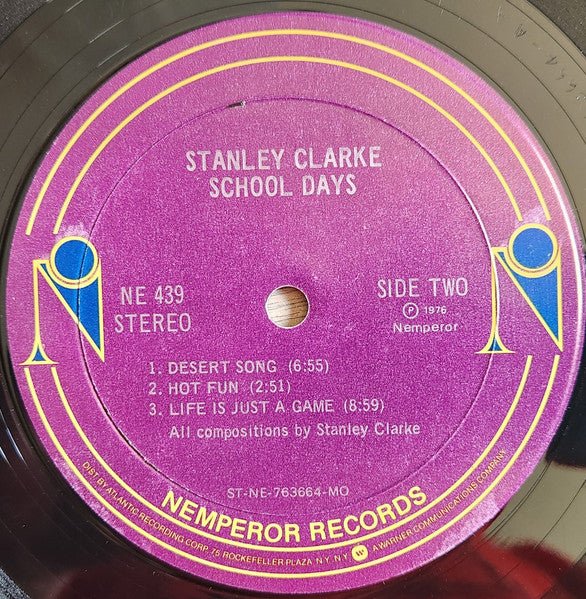 STANLEY CLARKE
SCHOOL DAYS
NE 439
STEREO
SIDE TWO
Ⓟ 1976
Nemperor
1. DESERT SONG (6:55)
2. HOT FUN (2:51)
3. LIFE IS JUST A GAME (8:59)
All compositions by Stanley Clarke
ST-NE-763664-MO
NEMPEROR RECORDS
DIST BY ATLANTIC RECORDING CORP. 75 ROCKEFELLER PLAZA. N.Y. N.Y. A WARNER COMMUNICATIONS COMPANY